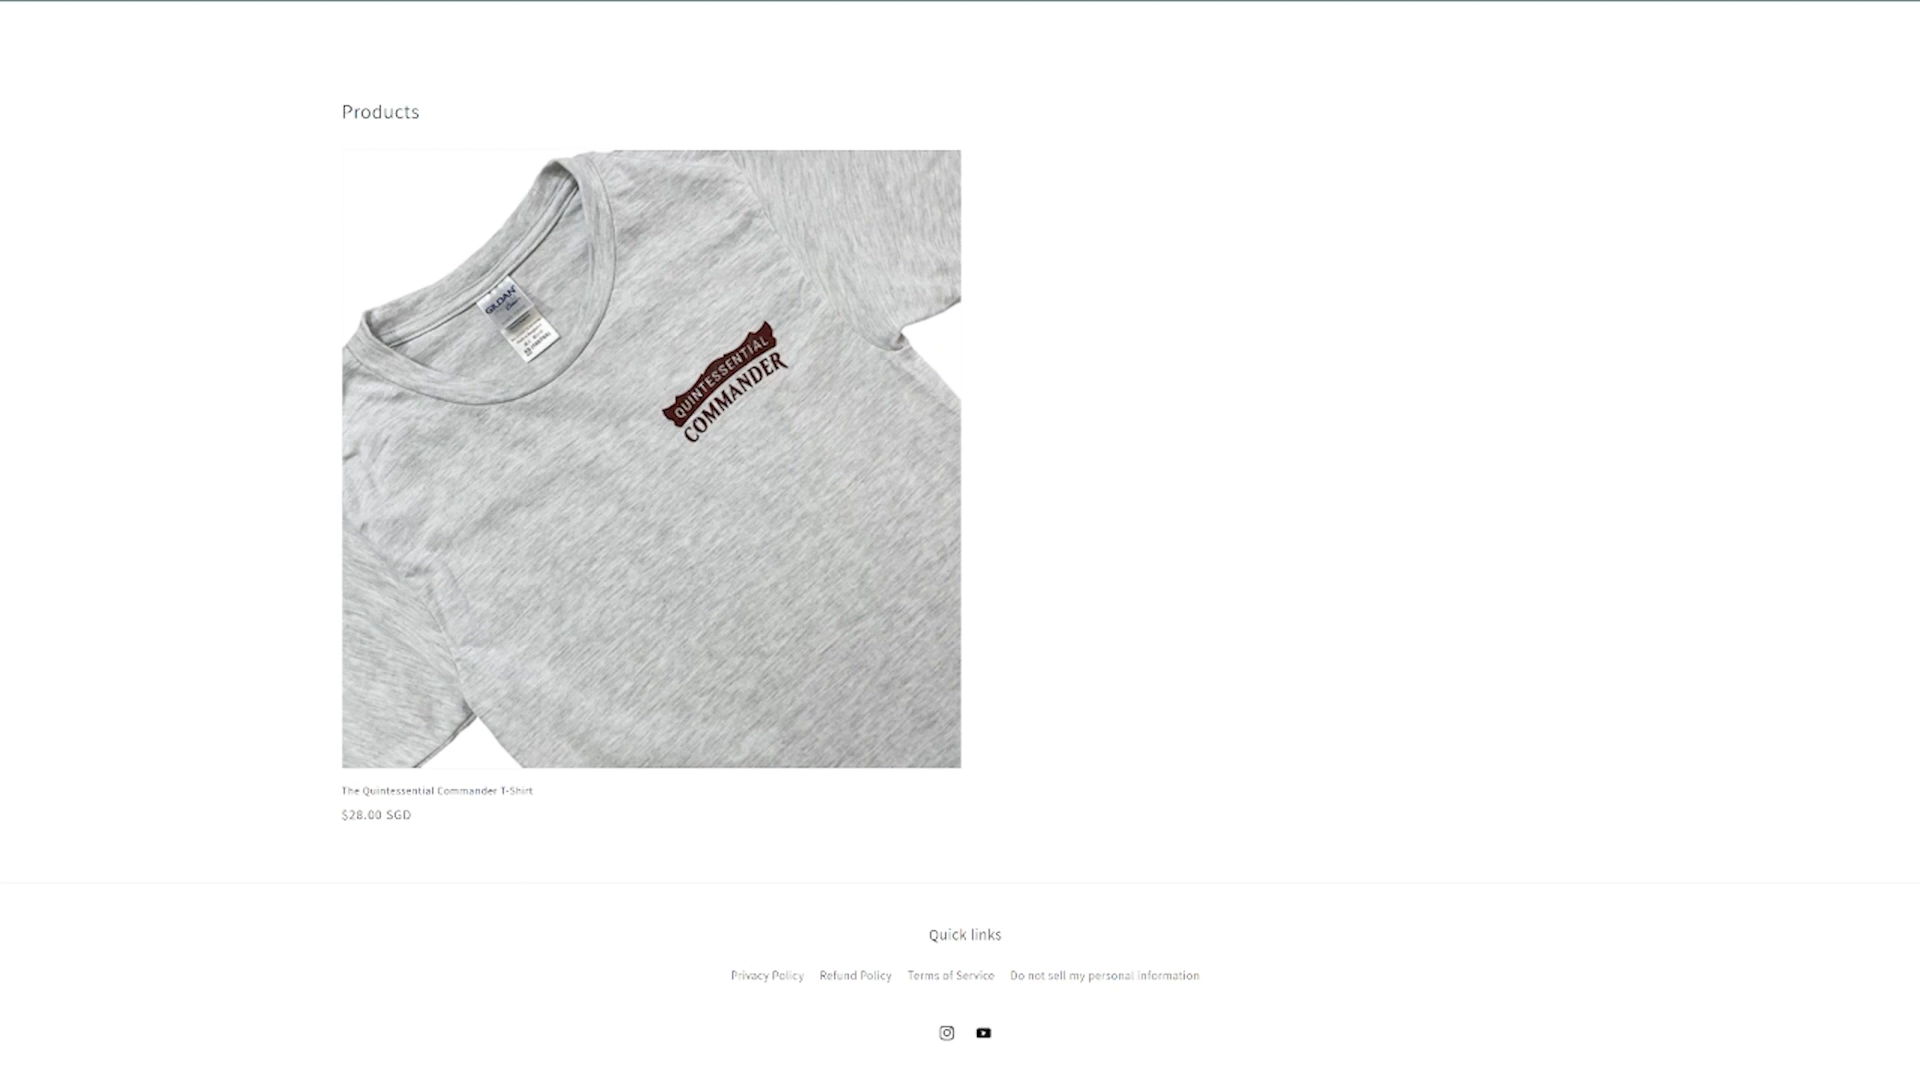 Products
GILDAN
QUINTESSENTIAL
COMMANDER
The Quintessential Commander T-Shirt
$28.00 SGD
Quick links
Privacy Policy Refund Policy Terms of Service Do not sell my personal information